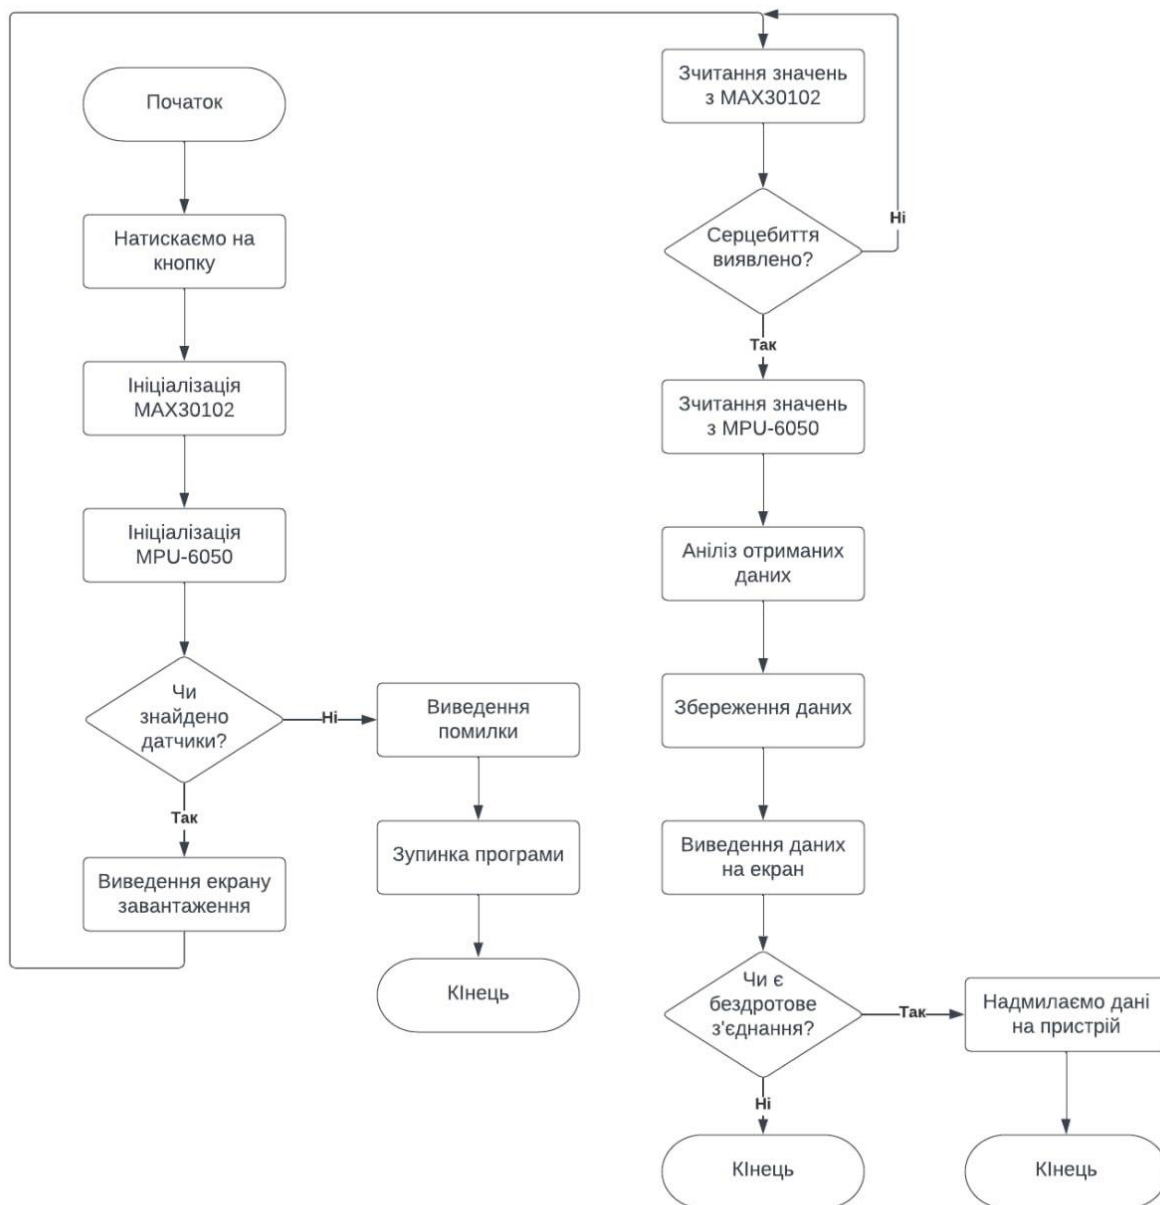 Початок
Натискаємо на
кнопку
Ініціалізація
MAX30102
Ініціалізація
MPU-6050
Чи
знайдено
датчики?
Ні
Виведення
помилки
Так
Зупинка програми
Виведення екрану
завантаження
КІнець
Зчитання значень
з MAX30102
Ні
Серцебиття
виявлено?
Так
Зчитання значень
з MPU-6050
Аніліз отриманих
даних
Збереження даних
Виведення даних
на екран
Чи є
бездротове
з'єднання?
Так
Надмилаємо дані
на пристрій
Ні
КІнець
КІнець